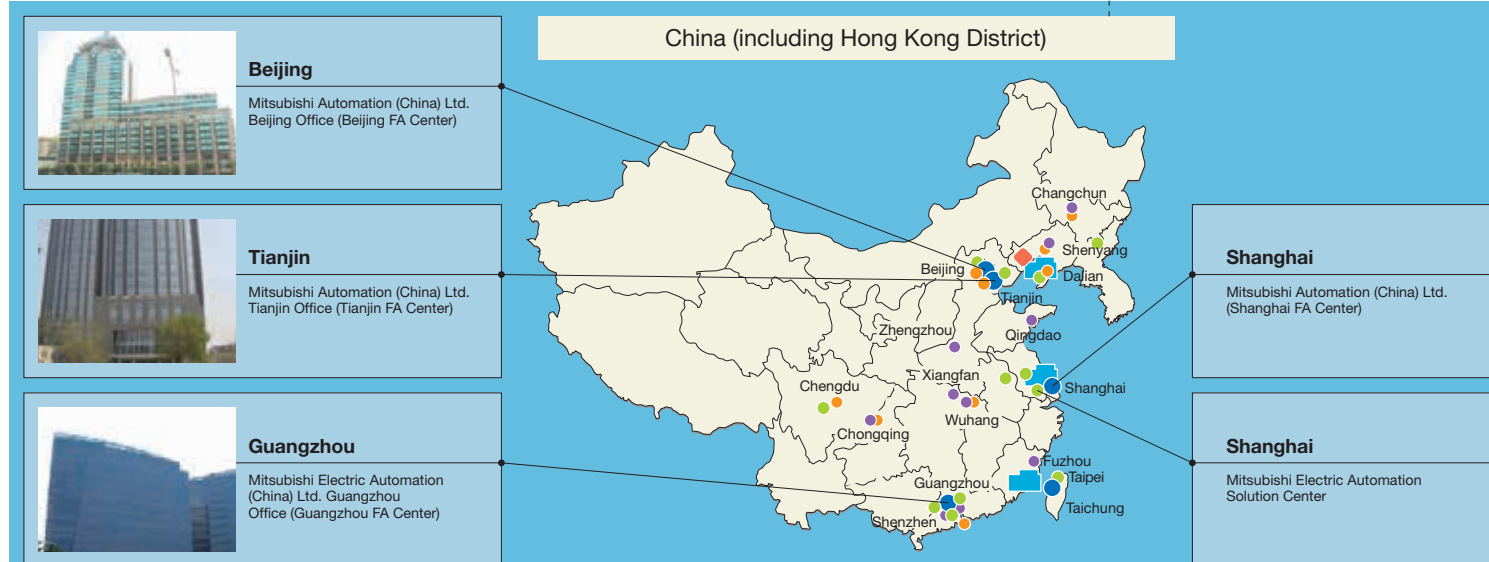 China (including Hong Kong District)
Beijing
Mitsubishi Automation (China) Ltd.
Beijing Office (Beijing FA Center)
Tianjin
Mitsubishi Automation (China) Ltd.
Tianjin Office (Tianjin FA Center)
Guangzhou
Mitsubishi Electric Automation
(China) Ltd. Guangzhou
Office (Guangzhou FA Center)
Changchun
Shenyang
Beijing
Dalian
Tianjin
Zhengzhou
Qingdao
Xiangfan
Chengdu
Shanghai
Wuhang
Chongqing
Fuzhou
Guangzhou
Taipei
Taichung
Shenzhen
Shanghai
Mitsubishi Automation (China) Ltd.
(Shanghai FA Center)
Shanghai
Mitsubishi Electric Automation
Solution Center